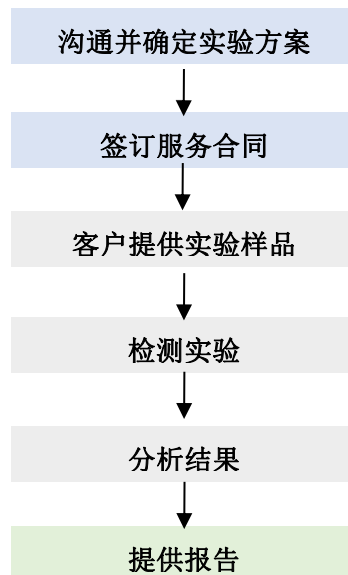 沟通并确定实验方案
签订服务合同
客户提供实验样品
检测实验
分析结果
提供报告